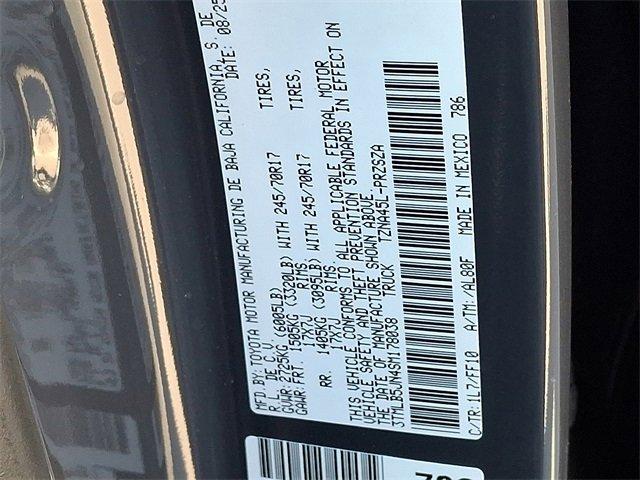 MFD.BY: TOYOTA MOTOR MANUFACTURING DE BAJA CALIFORNIA S. DE
R. L. DE C.V. DATE: 08/25
GVWR: 2725KG (6005LB)
GAWR: FRT. 1505KG (3320LB) WITH 245/70R17 TIRES,
17X7J RIMS
RR. 1405KG (3095LB) WITH 245/70R17 TIRES,
17X7J RIMS
THIS VEHICLE CONFORMS TO ALL APPLICABLE FEDERAL MOTOR
VEHICLE SAFETY AND THEFT PREVENTION STANDARDS IN EFFECT ON
THE DATE OF MANUFACTURE SHOWN ABOVE.
3TMLB5JN4SM178038 TRUCK TZNA45L-PRZSZA
C/TR: 1L7/FF10 A/TM: /AL80F MADE IN MEXICO 786